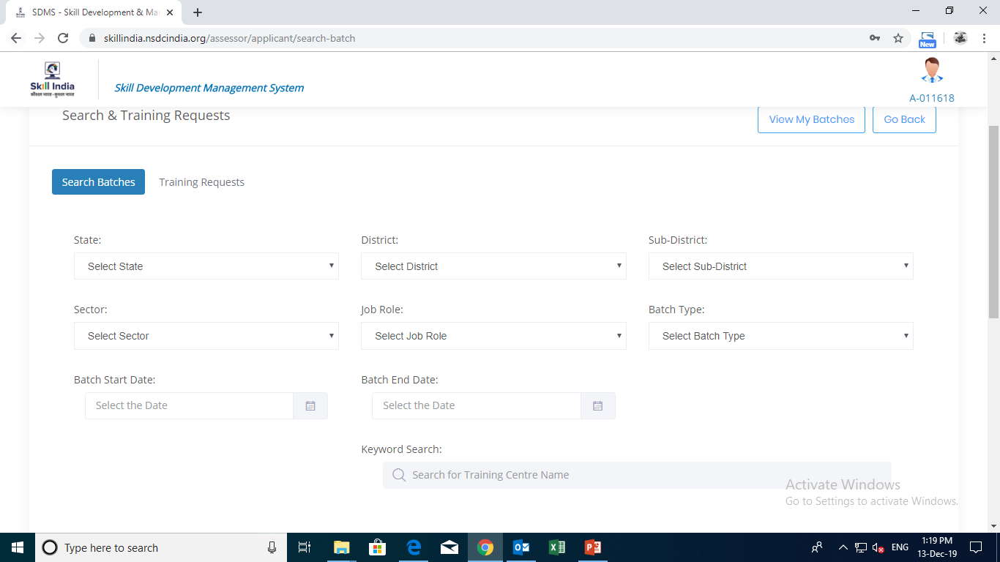 SDMS - Skill Development & Ma
skillindia.nsdcindia.org/assessor/applicant/search-batch
New
Skill India
कौशल भारत - कुशल भारत
Skill Development Management System
A-011618
Search & Training Requests
View My Batches
Go Back
Search Batches
Training Requests
State:
District:
Sub-District:
Select State
Select District
Select Sub-District
Sector:
Job Role:
Batch Type:
Select Sector
Select Job Role
Select Batch Type
Batch Start Date:
Batch End Date:
Select the Date
Select the Date
Keyword Search:
Search for Training Centre Name
Activate Windows
Go to Settings to activate Windows.
Type here to search
ENG
1:19 PM
13-Dec-19